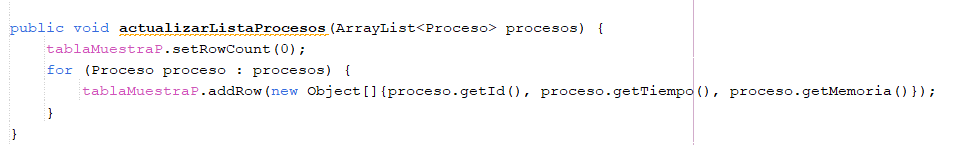 public void actualizarListaProcesos(ArrayList<Proceso> procesos) {
    tablaMuestraP.setRowCount(0);
    for (Proceso proceso : procesos) {
        tablaMuestraP.addRow(new Object[]{proceso.getId(), proceso.getTiempo(), proceso.getMemoria()});
    }
}